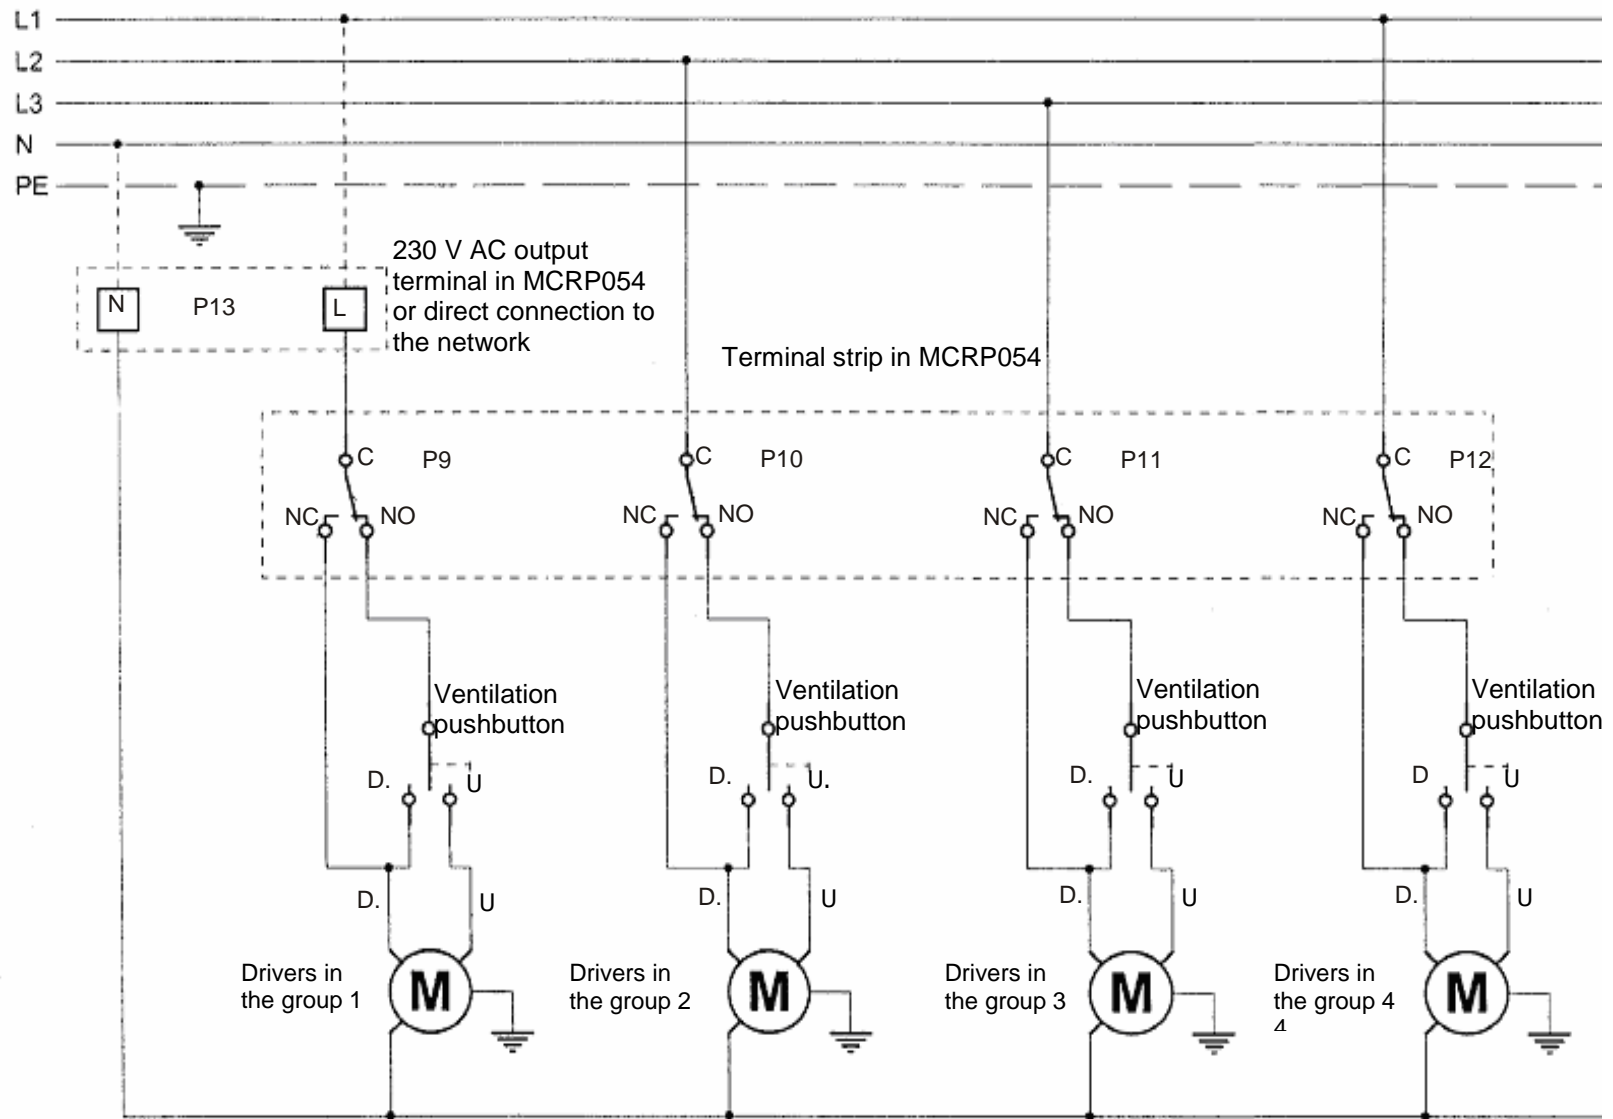 L1
L2
L3
N
PE
230 V AC output
terminal in MCRP054
or direct connection to
the network
N P13 L
Terminal strip in MCRP054
C P9 C P10 C P11 C P12
NC NO NC NO NC NO NC NO
Ventilation
pushbutton
Ventilation
pushbutton
Ventilation
pushbutton
Ventilation
pushbutton
D. U D. U. D. U D U
D. U D. U D. U D. U
Drivers in
the group 1
M
Drivers in
the group 2
M
Drivers in
the group 3
M
Drivers in
the group 4
4
M